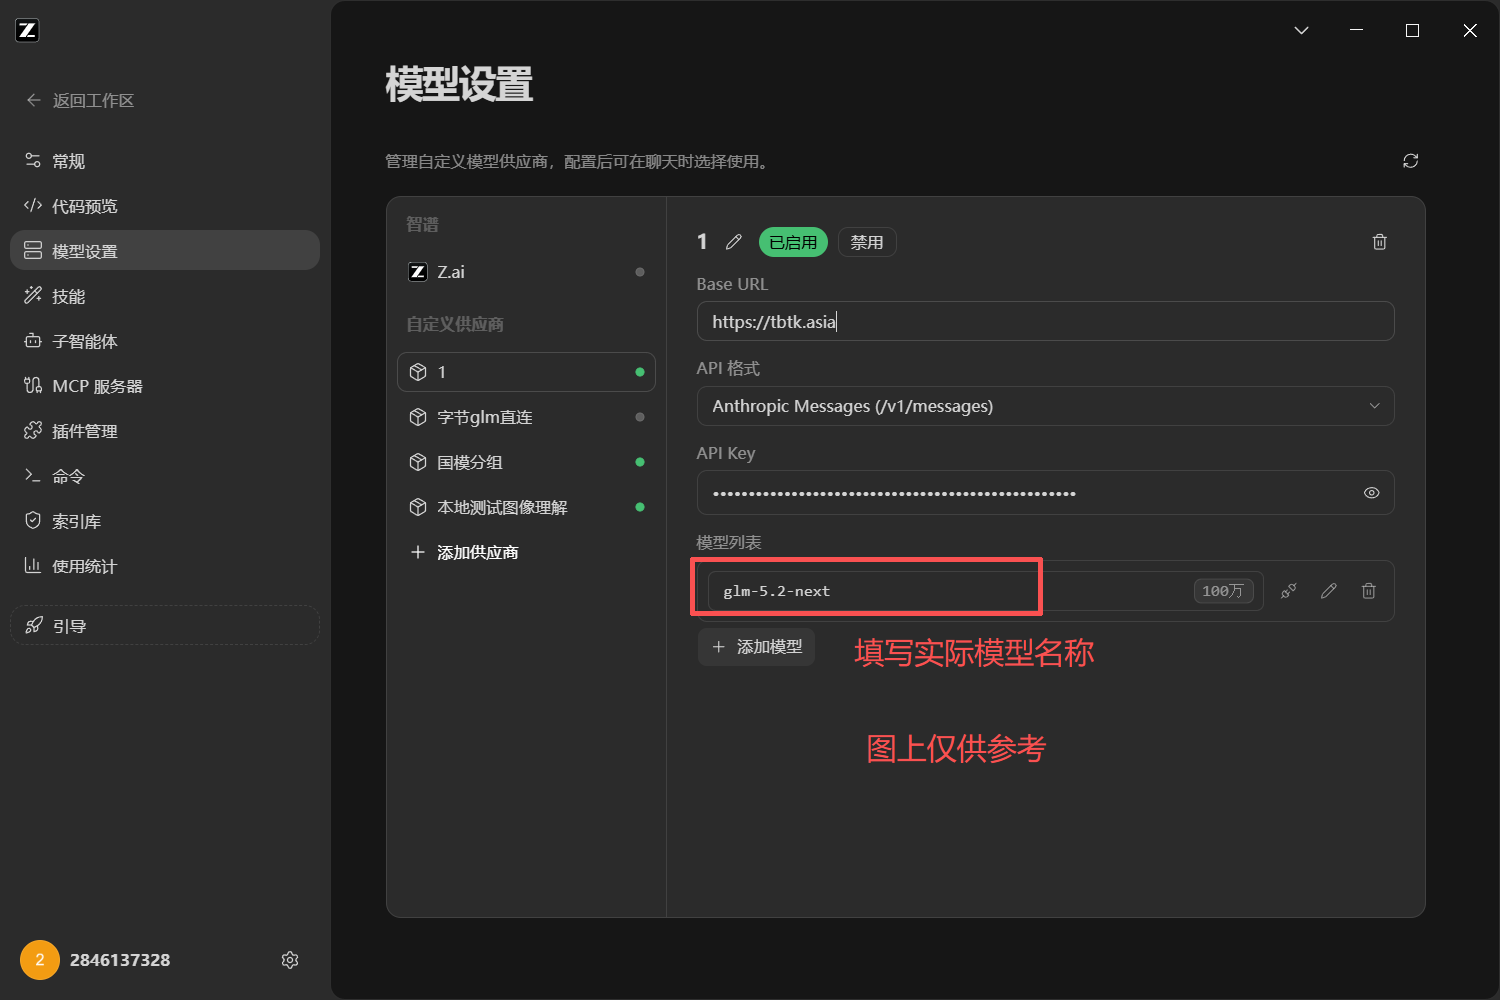 Z
返回工作区
常规
代码预览
模型设置
技能
子智能体
MCP 服务器
插件管理
命令
索引库
使用统计
引导
2
2846137328
模型设置
管理自定义模型供应商，配置后可在聊天时选择使用。
智谱
Z.ai
自定义供应商
1
字节glm直连
国模分组
本地测试图像理解
添加供应商
1
已启用
禁用
Base URL
https://tbtk.asia
API 格式
Anthropic Messages (/v1/messages)
API Key
模型列表
glm-5.2-next
100万
添加模型
填写实际模型名称
图上仅供参考